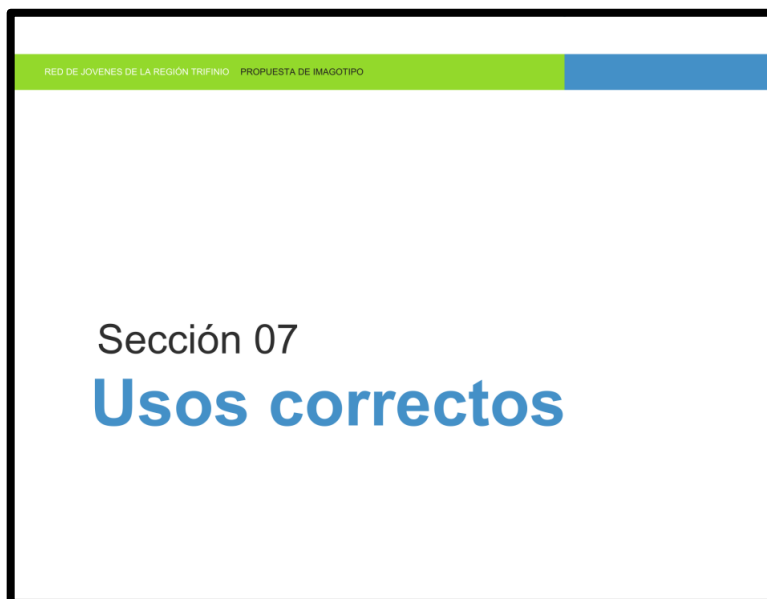 RED DE JOVENES DE LA REGIÓN TRIFINIO PROPUESTA DE IMAGOTIPO
Sección 07
Usos correctos